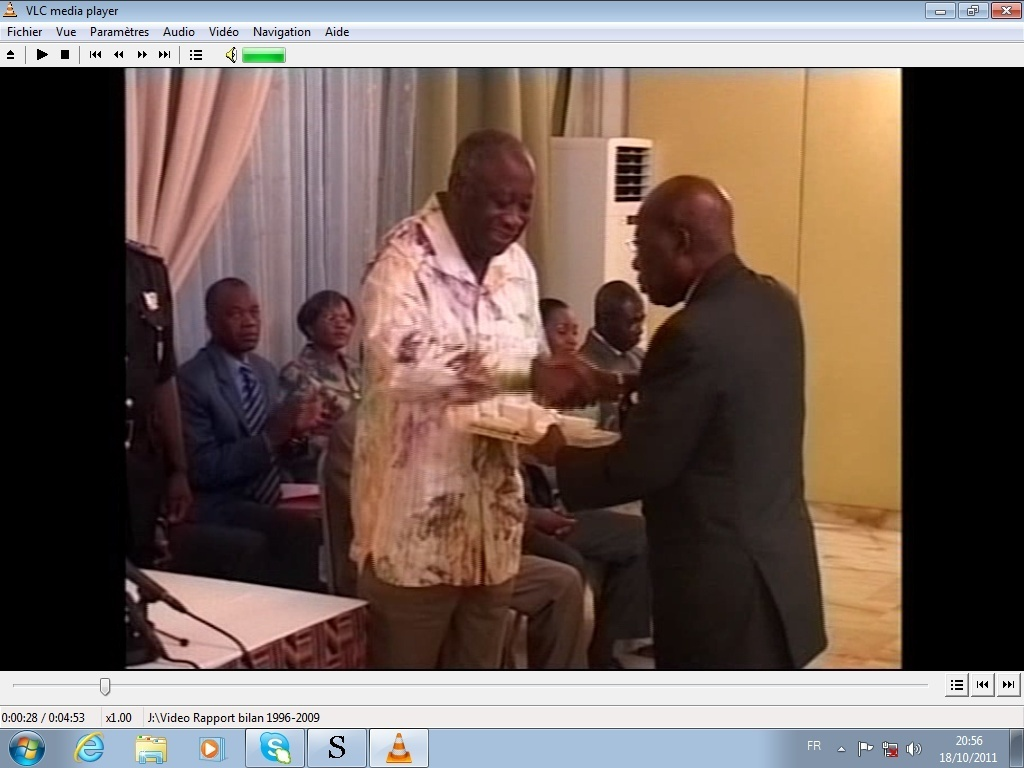 VLC media player
Fichier Vue Paramètres Audio Vidéo Navigation Aide
0:00:28 / 0:04:53 x1.00 J:\Video Rapport bilan 1996-2009
S FR 20:56
18/10/2011